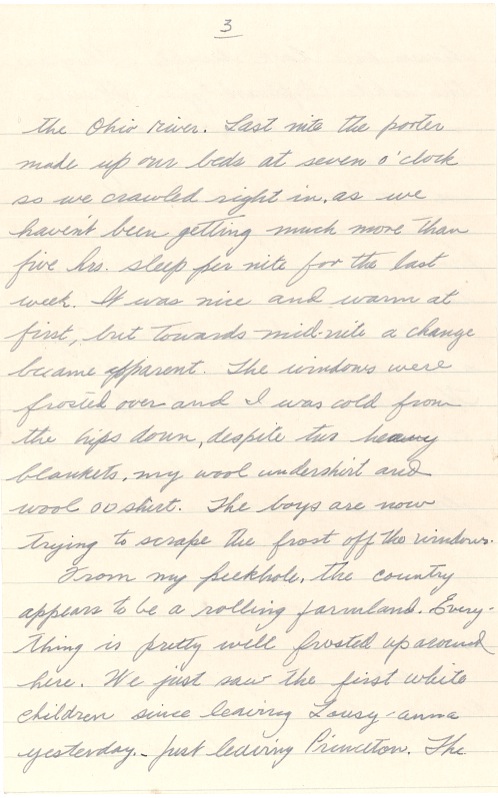 3
the Ohio river. Last nite the porter
made up our beds at seven o'clock
so we crawled right in, as we
haven't been getting much more than
five hrs. sleep per nite for the last
week. It was nice and warm at
first, but towards mid-nite a change
became apparent. The windows were
frosted over and I was cold from
the hips down, despite two heavy
blankets, my wool undershirt and
wool OD shirt. The boys are now
trying to scrape the frost off the windows.
From my peekhole, the country
appears to be a rolling farmland. Every-
thing is pretty well frosted up around
here. We just saw the first white
children since leaving Lousy-anna
yesterday. - Just leaving Princeton. The